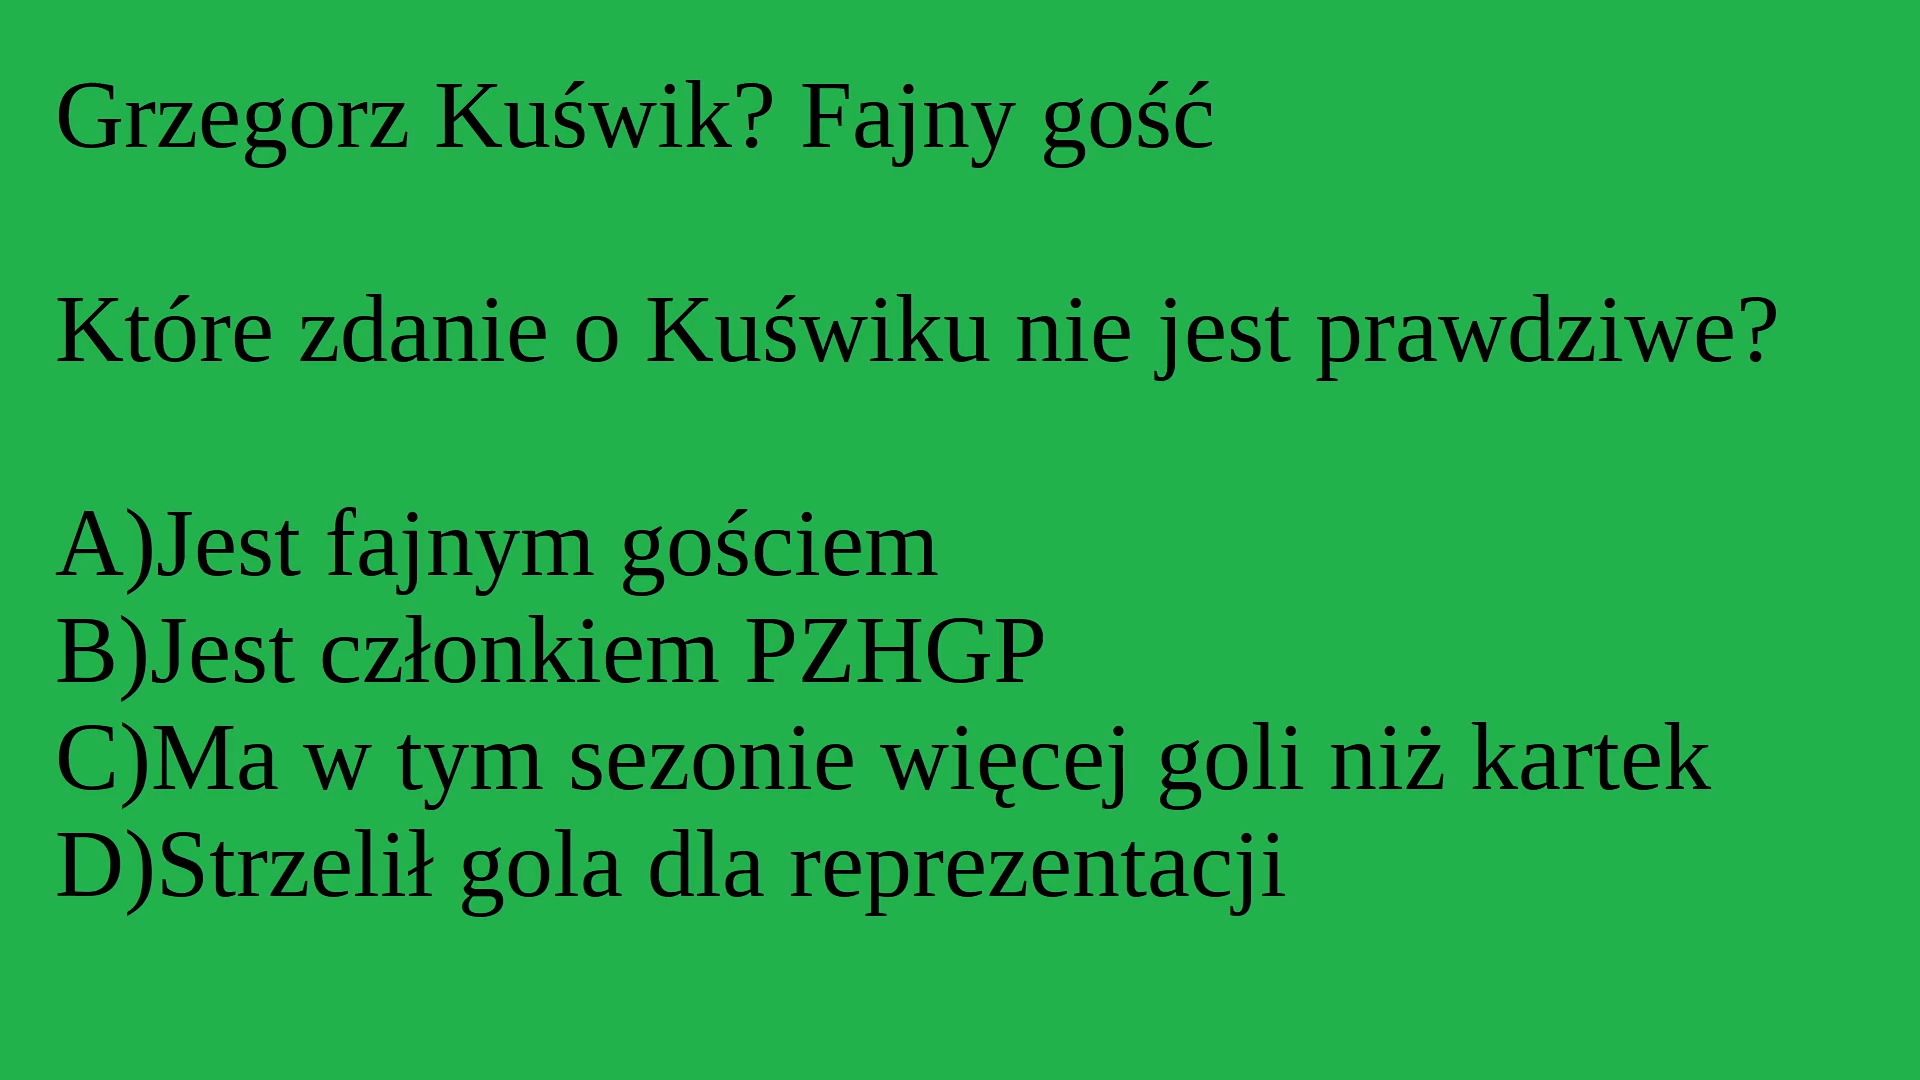 Grzegorz Kuświk? Fajny gość
Które zdanie o Kuświku nie jest prawdziwe?
A)Jest fajnym gościem
B)Jest członkiem PZHGP
C)Ma w tym sezonie więcej goli niż kartek
D)Strzelił gola dla reprezentacji